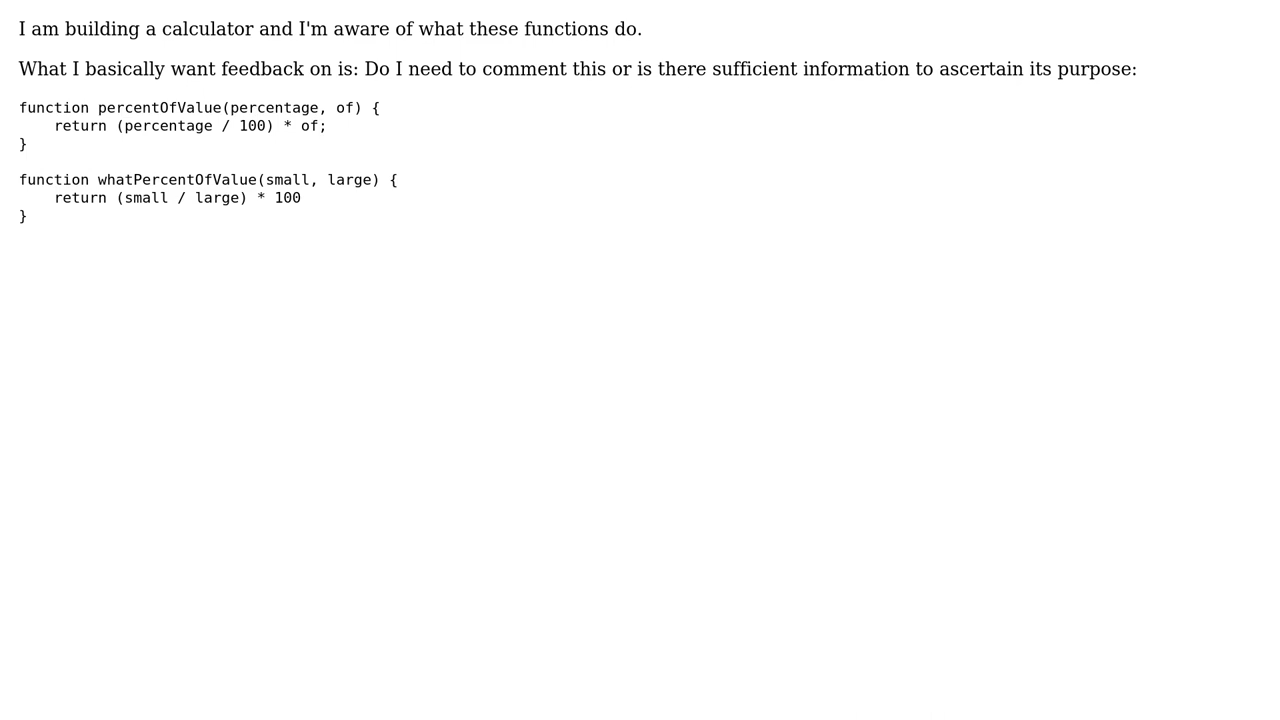 I am building a calculator and I'm aware of what these functions do.
What I basically want feedback on is: Do I need to comment this or is there sufficient information to ascertain its purpose:
function percentOfValue(percentage, of) {
    return (percentage / 100) * of;
}
function whatPercentOfValue(small, large) {
    return (small / large) * 100
}